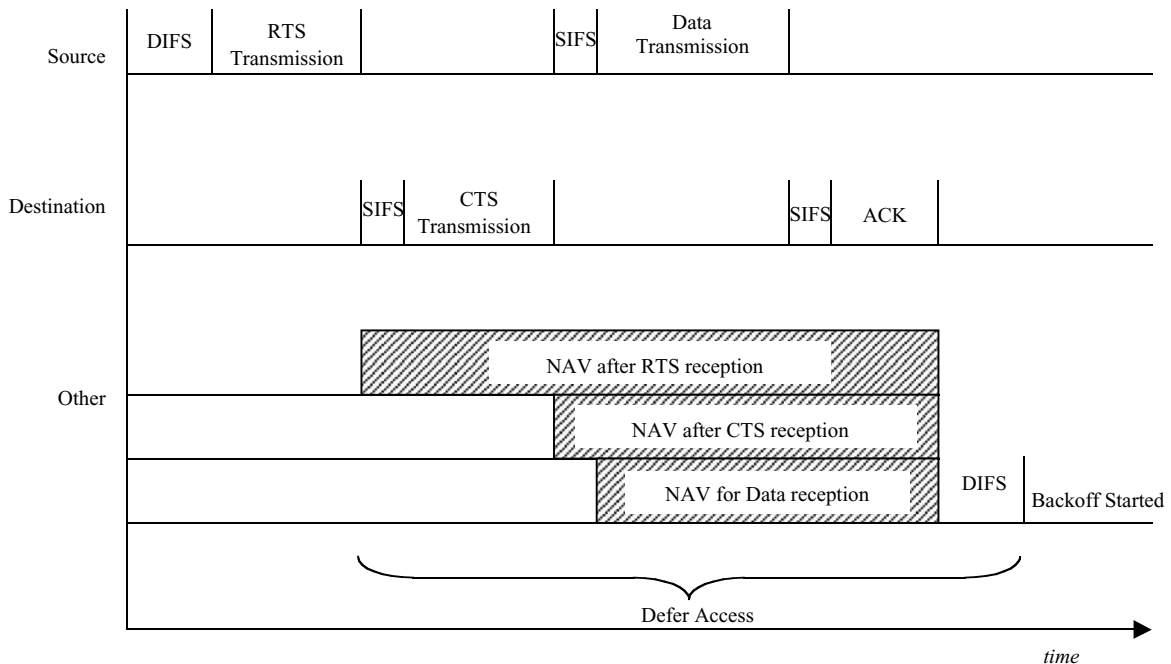 Source
DIFS
RTS
Transmission
SIFS
Data
Transmission
Destination
SIFS
CTS
Transmission
SIFS
ACK
Other
NAV after RTS reception
NAV after CTS reception
NAV for Data reception
DIFS
Backoff Started
Defer Access
time